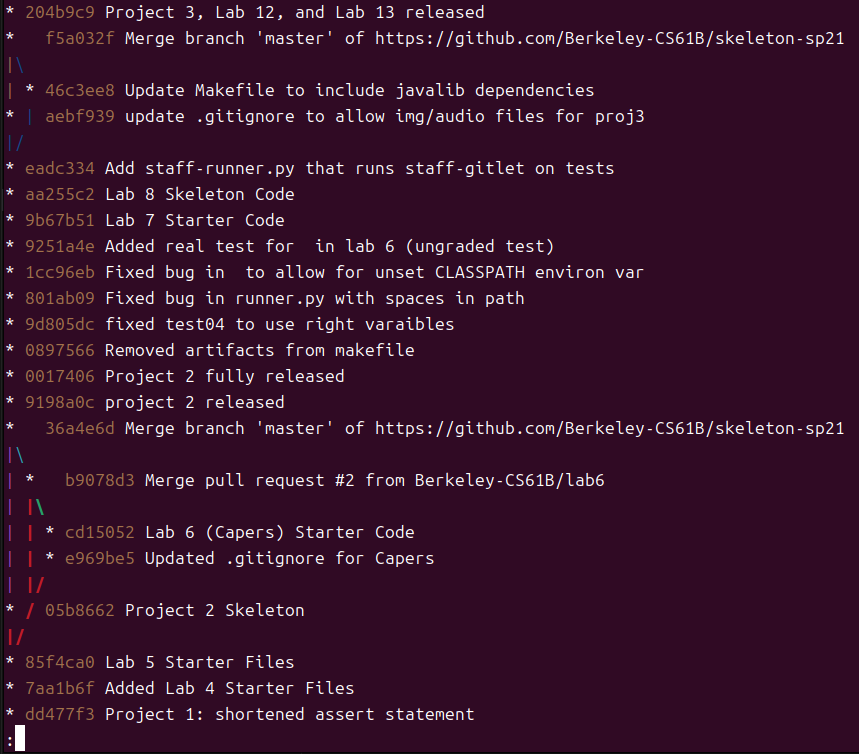 * 204b9c9 Project 3, Lab 12, and Lab 13 released
*   f5a032f Merge branch 'master' of https://github.com/Berkeley-CS61B/skeleton-sp21
|\
| * 46c3ee8 Update Makefile to include javalib dependencies
* | aebf939 update .gitignore to allow img/audio files for proj3
|/
* eadc334 Add staff-runner.py that runs staff-gitlet on tests
* aa255c2 Lab 8 Skeleton Code
* 9b67b51 Lab 7 Starter Code
* 9251a4e Added real test for  in lab 6 (ungraded test)
* 1cc96eb Fixed bug in  to allow for unset CLASSPATH environ var
* 801ab09 Fixed bug in runner.py with spaces in path
* 9d805dc fixed test04 to use right varaibles
* 0897566 Removed artifacts from makefile
* 0017406 Project 2 fully released
* 9198a0c project 2 released
*   36a4e6d Merge branch 'master' of https://github.com/Berkeley-CS61B/skeleton-sp21
|\
| *   b9078d3 Merge pull request #2 from Berkeley-CS61B/lab6
| |\
| | * cd15052 Lab 6 (Capers) Starter Code
| | * e969be5 Updated .gitignore for Capers
| |/
* / 05b8662 Project 2 Skeleton
|/
* 85f4ca0 Lab 5 Starter Files
* 7aa1b6f Added Lab 4 Starter Files
* dd477f3 Project 1: shortened assert statement
: